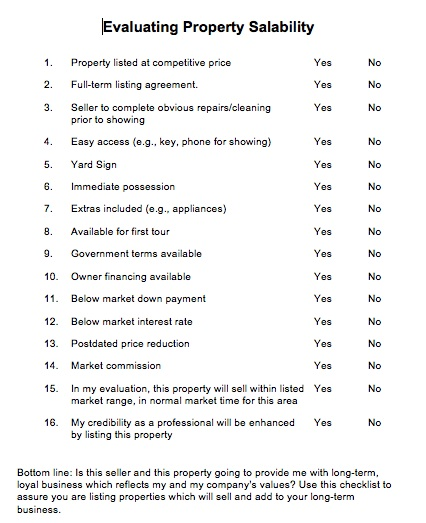 Evaluating Property Salability
1. Property listed at competitive price Yes No
2. Full-term listing agreement. Yes No
3. Seller to complete obvious repairs/cleaning Yes No
prior to showing
4. Easy access (e.g., key, phone for showing) Yes No
5. Yard Sign Yes No
6. Immediate possession Yes No
7. Extras included (e.g., appliances) Yes No
8. Available for first tour Yes No
9. Government terms available Yes No
10. Owner financing available Yes No
11. Below market down payment Yes No
12. Below market interest rate Yes No
13. Postdated price reduction Yes No
14. Market commission Yes No
15. In my evaluation, this property will sell within listed Yes No
market range, in normal market time for this area
16. My credibility as a professional will be enhanced Yes No
by listing this property
Bottom line: Is this seller and this property going to provide me with long-term,
loyal business which reflects my and my company's values? Use this checklist to
assure you are listing properties which will sell and add to your long-term
business.